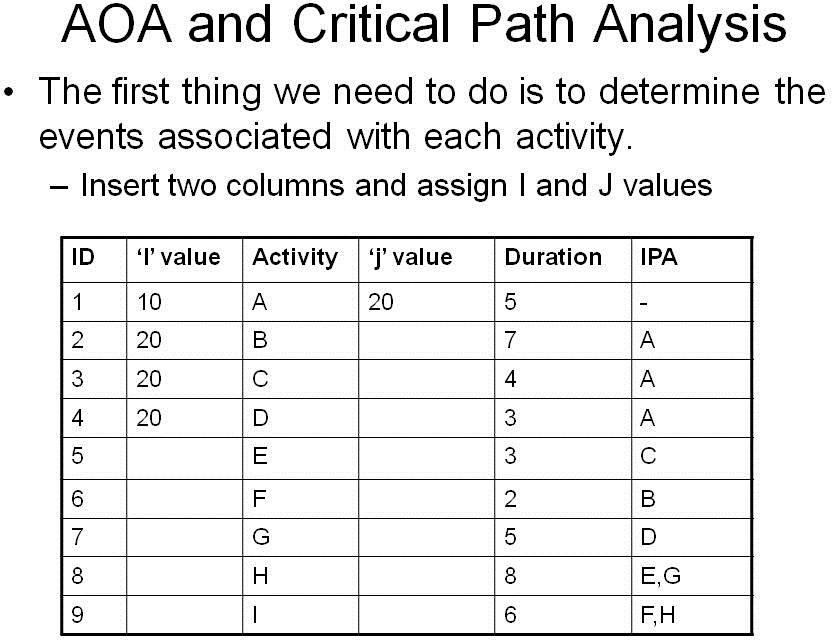 AOA and Critical Path Analysis
• The first thing we need to do is to determine the
events associated with each activity.
– Insert two columns and assign I and J values
ID 'I' value Activity 'j' value Duration IPA
1 10 A 20 5 -
2 20 B 7 A
3 20 C 4 A
4 20 D 3 A
5 E 3 C
6 F 2 B
7 G 5 D
8 H 8 E,G
9 I 6 F,H